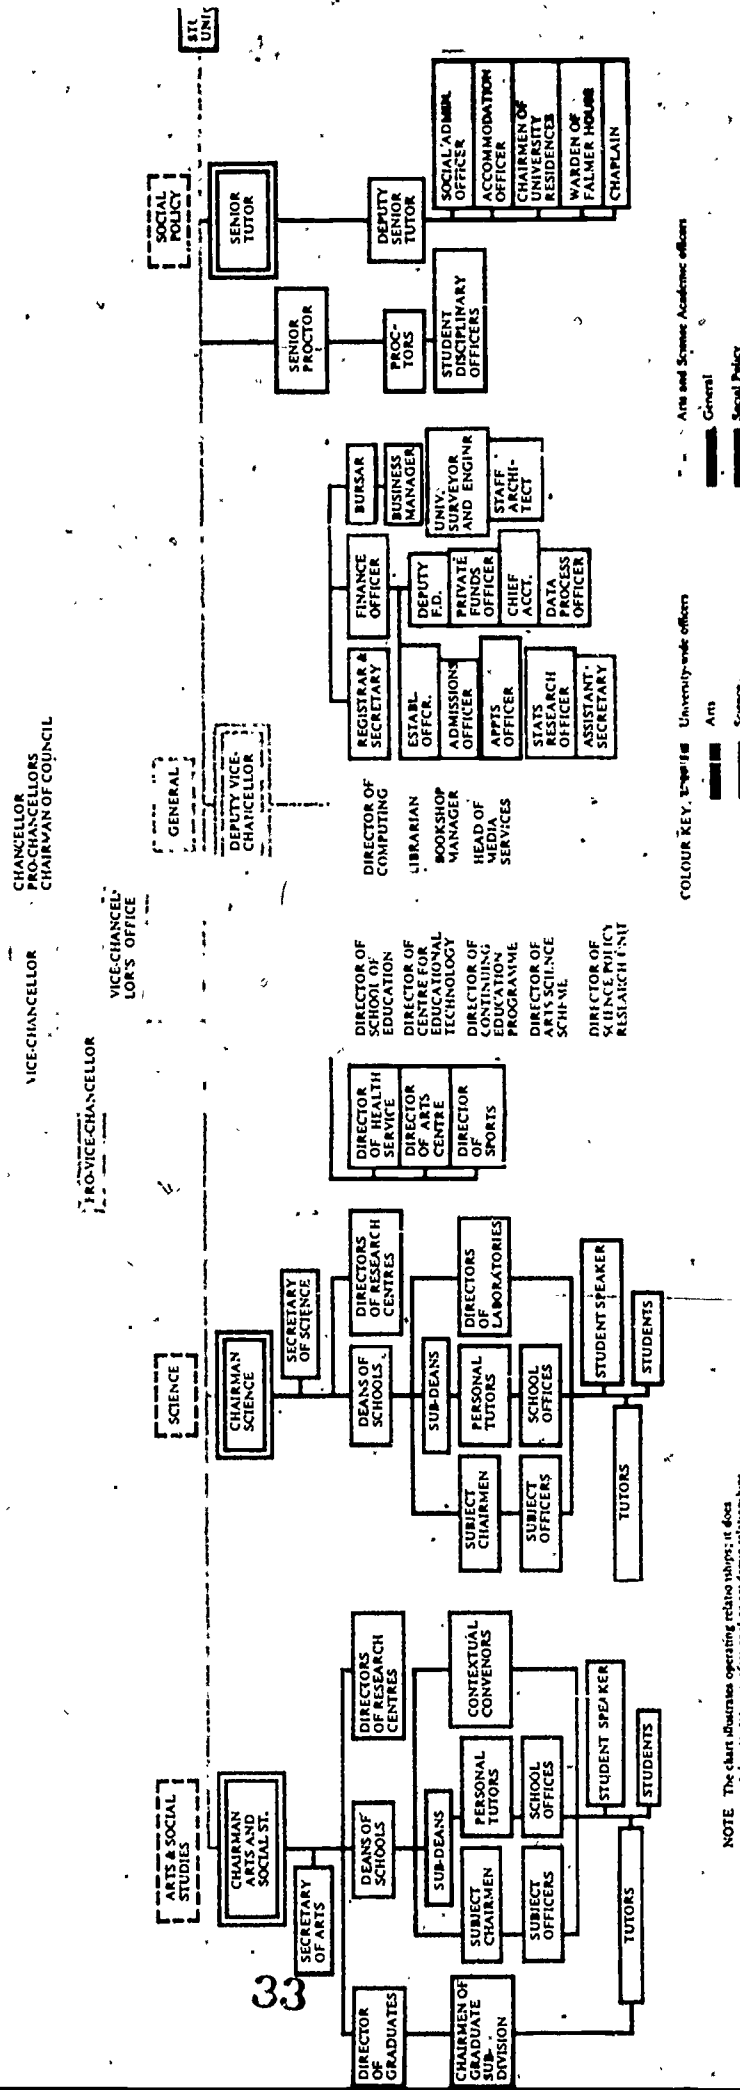 CHANCELLOR
PRO-CHANCELLORS
CHAIRMAN OF COUNCIL
VICE-CHANCELLOR
VICE-CHANCEL-
LOR'S OFFICE
PRO-VICE-CHANCELLOR
ARTS & SOCIAL
STUDIES
SCIENCE
GENERAL
SOCIAL
POLICY
CHAIRMAN
ARTS AND
SOCIAL ST.
SECRETARY
OF ARTS
DIRECTOR
OF
GRADUATES
DEANS OF
SCHOOLS
DIRECTORS
OF RESEARCH
CENTRES
CHAIRMEN OF
GRADUATE
SUB-
DIVISION
SUB-DEANS
SUBJECT
CHAIRMEN
PERSONAL
TUTORS
CONTEXTUAL
CONVENORS
SUBJECT
OFFICERS
SCHOOL
OFFICES
STUDENT SPEAKER
TUTORS
STUDENTS
CHAIRMAN
SCIENCE
SECRETARY
OF SCIENCE
DEANS OF
SCHOOLS
DIRECTORS
OF RESEARCH
CENTRES
SUB-DEANS
SUBJECT
CHAIRMEN
PERSONAL
TUTORS
DIRECTORS
OF
LABORATORIES
SUBJECT
OFFICERS
SCHOOL
OFFICES
STUDENT SPEAKER
TUTORS
STUDENTS
DIRECTOR
OF HEALTH
SERVICE
DIRECTOR
OF ARTS
CENTRE
DIRECTOR
OF
SPORTS
DIRECTOR OF
SCHOOL OF
EDUCATION
DIRECTOR OF
CENTRE FOR
EDUCATIONAL
TECHNOLOGY
DIRECTOR OF
CONTINUING
EDUCATION
PROGRAMME
DIRECTOR OF
ARTS SCIENCE
SCHEME
DIRECTOR OF
SCIENCE POLICY
RESEARCH UNIT
DEPUTY VICE-
CHANCELLOR
DIRECTOR OF
COMPUTING
LIBRARIAN
BOOKSHOP
MANAGER
HEAD OF
MEDIA
SERVICES
REGISTRAR &
SECRETARY
ESTABL.
OFFCR.
ADMISSIONS
OFFICER
APPTS
OFFICER
STATS
RESEARCH
OFFICER
ASSISTANT-
SECRETARY
FINANCE
OFFICER
DEPUTY
F.D.
PRIVATE
FUNDS
OFFICER
CHIEF
ACCT.
DATA
PROCESS
OFFICER
BURSAR
BUSINESS
MANAGER
UNIV.
SURVEYOR
AND ENGINR
STAFF
ARCHI-
TECT
SENIOR
PROCTOR
PROC-
TORS
STUDENT
DISCIPLINARY
OFFICERS
SENIOR
TUTOR
DEPUTY
SENIOR
TUTOR
SOCIAL ADMIN.
OFFICER
ACCOMMODATION
OFFICER
CHAIRMEN OF
UNIVERSITY
RESIDENCES
WARDEN OF
FALMER HOUSE
CHAPLAIN
33
NOTE The chart illustrates operating relationships; it does
COLOUR KEY
University-wide officers
Arts
Science
Arts and Science Academic officers
General
Social Policy